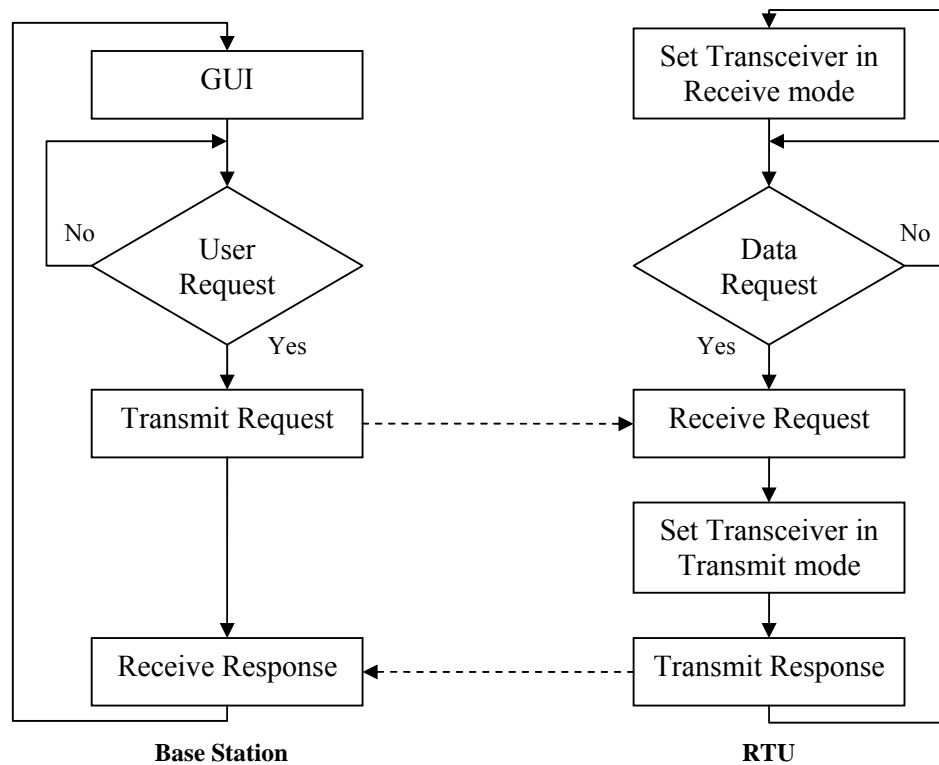 GUI
User
Request
No
Yes
Transmit Request
Receive Response
Base Station
Set Transceiver in
Receive mode
Data
Request
No
Yes
Receive Request
Set Transceiver in
Transmit mode
Transmit Response
RTU